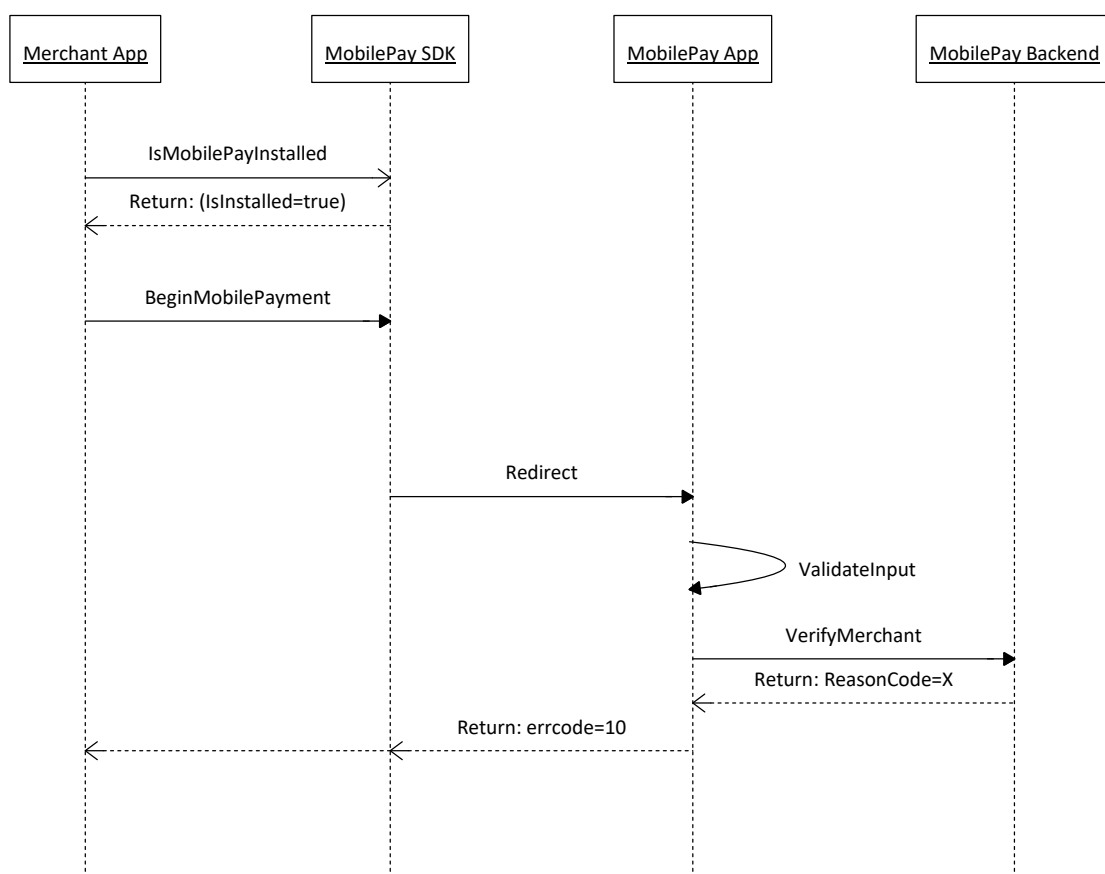 Merchant App
MobilePay SDK
MobilePay App
MobilePay Backend
IsMobilePayInstalled
Return: (IsInstalled=true)
BeginMobilePayment
Redirect
ValidateInput
VerifyMerchant
Return: ReasonCode=X
Return: errcode=10